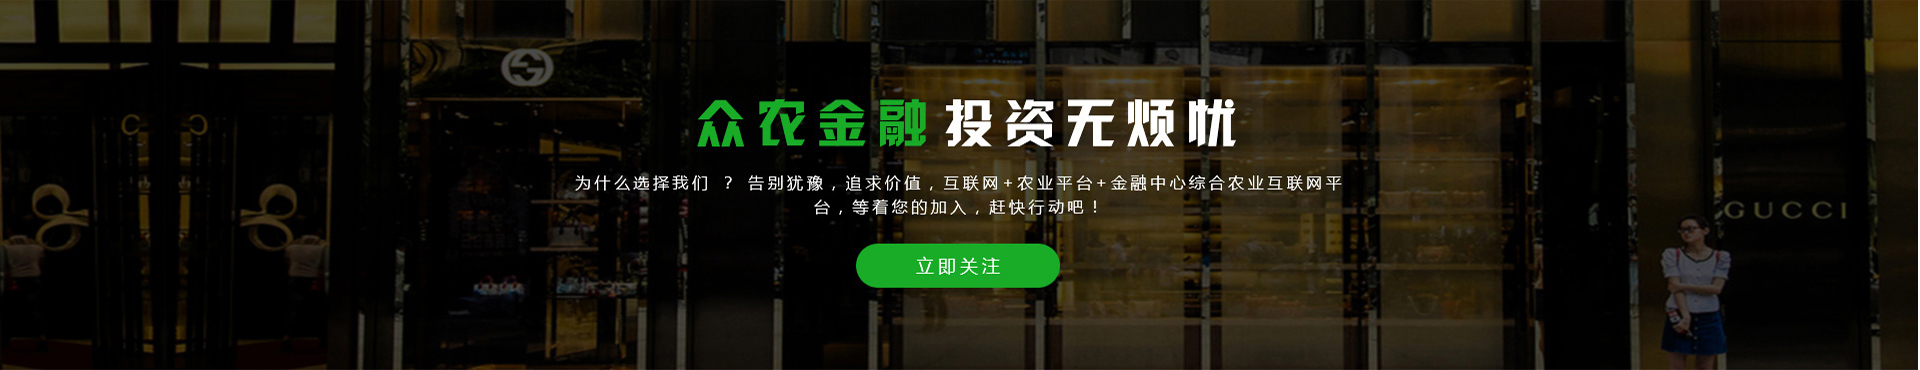 众农金融 投资无烦忧
为什么选择我们 ? 告别犹豫，追求价值，互联网+农业平台+金融中心综合农业互联网平
台，等着您的加入，赶快行动吧！
立即关注
GUCCI